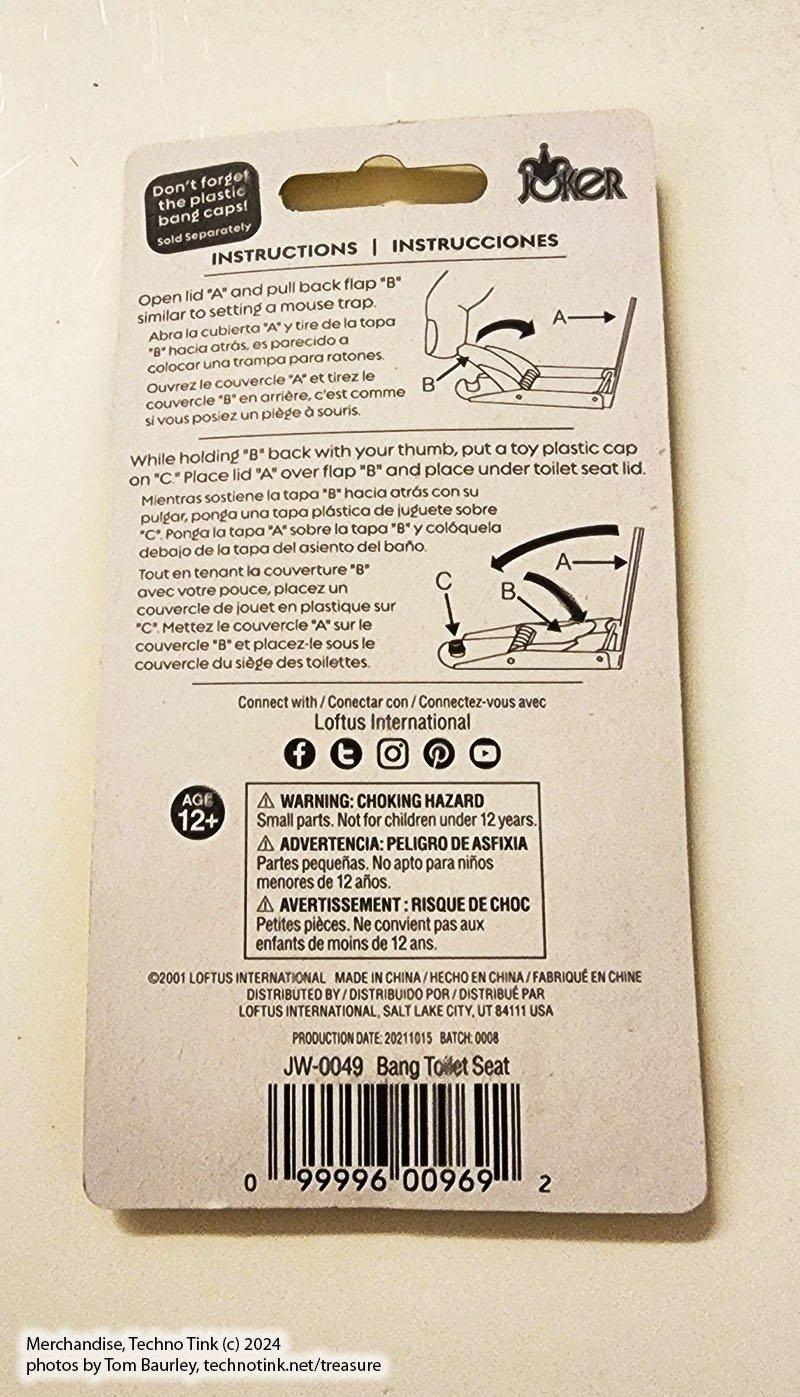 Don't forget
the plastic
bang caps!
Sold Separately
JOKER
INSTRUCTIONS | INSTRUCCIONES
Open lid "A" and pull back flap "B"
similar to setting a mouse trap.
Abra la cubierta "A" y tire de la tapa
"B" hacia atrás, es parecido a
colocar una trampa para ratones.
Ouvrez le couvercle "A" et tirez le
couvercle "B" en arrière, c'est comme
si vous posiez un piège à souris.
A
B
While holding "B" back with your thumb, put a toy plastic cap
on "C." Place lid "A" over flap "B" and place under toilet seat lid.
Mientras sostiene la tapa "B" hacia atrás con su
pulgar, ponga una tapa plástica de juguete sobre
"C". Ponga la tapa "A" sobre la tapa "B" y colóquela
debajo de la tapa del asiento del baño.
Tout en tenant la couverture "B"
avec votre pouce, placez un
couvercle de jouet en plastique sur
"C". Mettez le couvercle "A" sur le
couvercle "B" et placez-le sous le
couvercle du siège des toilettes.
A
C
B
Connect with / Conectar con / Connectez-vous avec
Loftus International
AGE
12+
⚠ WARNING: CHOKING HAZARD
Small parts. Not for children under 12 years.
⚠ ADVERTENCIA: PELIGRO DE ASFIXIA
Partes pequeñas. No apto para niños
menores de 12 años.
⚠ AVERTISSEMENT : RISQUE DE CHOC
Petites pièces. Ne convient pas aux
enfants de moins de 12 ans.
©2001 LOFTUS INTERNATIONAL MADE IN CHINA / HECHO EN CHINA / FABRIQUÉ EN CHINE
DISTRIBUTED BY / DISTRIBUIDO POR / DISTRIBUÉ PAR
LOFTUS INTERNATIONAL, SALT LAKE CITY, UT 84111 USA
PRODUCTION DATE: 20211015 BATCH: 0008
JW-0049 Bang Toilet Seat
0 99996 00969 2
Merchandise, Techno Tink (c) 2024
photos by Tom Baurley, technotink.net/treasure